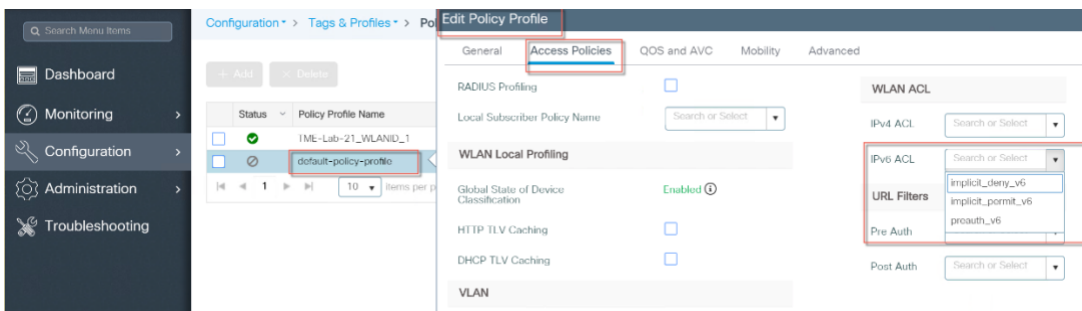 Search Menu Items
Dashboard
Monitoring
Configuration
Administration
Troubleshooting
Configuration > Tags & Profiles > Pol
+ Add × Delete
Status Policy Profile Name
TME-Lab-21_WLANID_1
default-policy-profile
1 10 items per p
Edit Policy Profile
General Access Policies QOS and AVC Mobility Advanced
RADIUS Profiling
Local Subscriber Policy Name Search or Select
WLAN Local Profiling
Global State of Device
Classification
Enabled
HTTP TLV Caching
DHCP TLV Caching
VLAN
WLAN ACL
IPv4 ACL Search or Select
IPv6 ACL Search or Select
implicit_deny_v6
implicit_permit_v6
preauth_v6
URL Filters
Pre Auth
Post Auth Search or Select